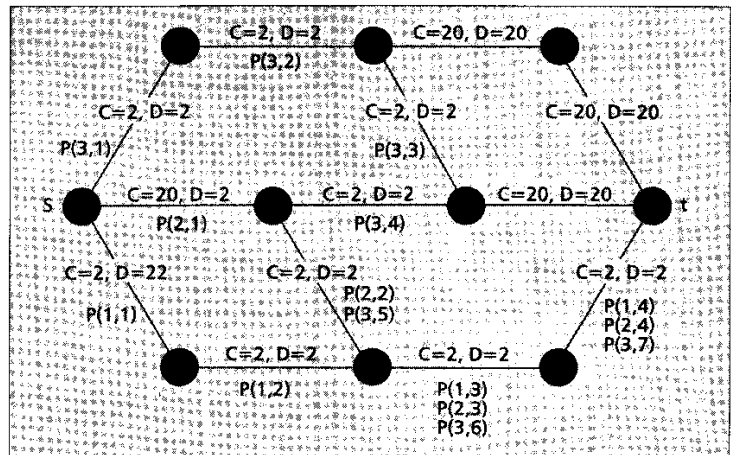 C=2, D=2
C=20, D=20
P(3,2)
C=2, D=2
C=2, D=2
C=20, D=20
P(3,1)
P(3,3)
S
C=20, D=2
C=2, D=2
C=20, D=20
t
P(2,1)
P(3,4)
C=2, D=22
C=2, D=2
C=2, D=2
P(1,1)
P(2,2)
P(3,5)
P(1,4)
P(2,4)
P(3,7)
C=2, D=2
C=2, D=2
P(1,2)
P(1,3)
P(2,3)
P(3,6)